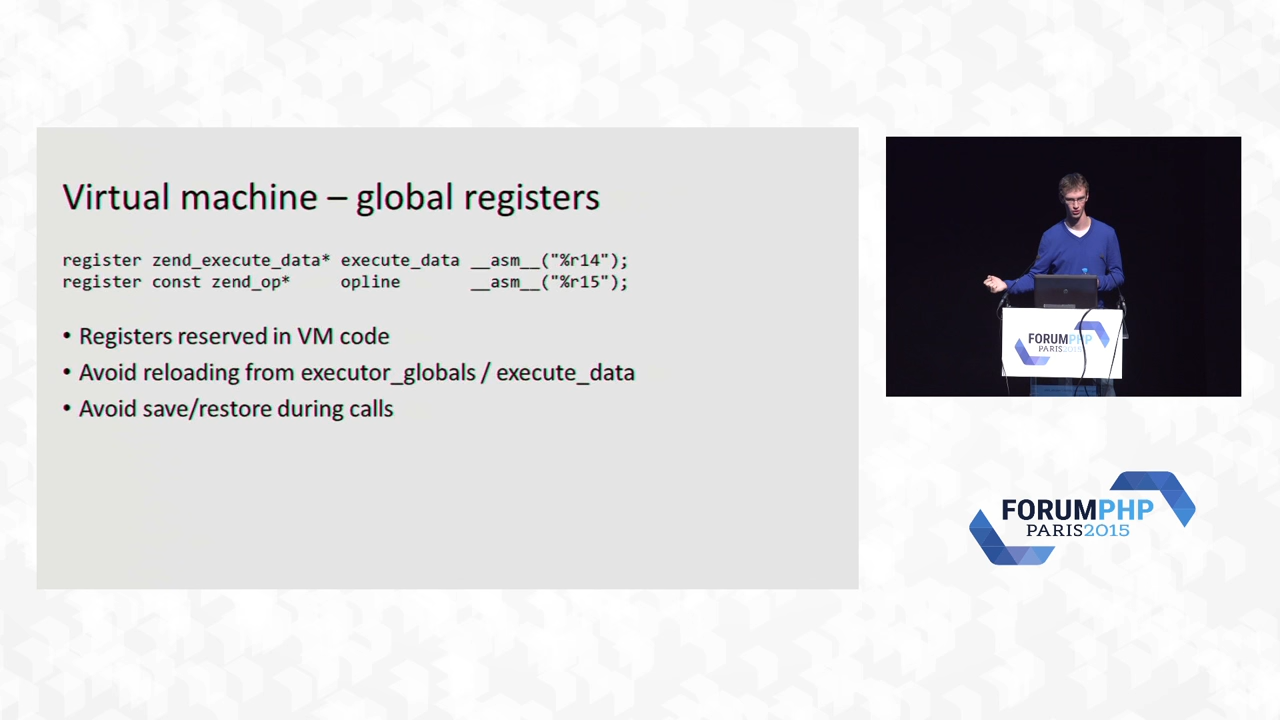 Virtual machine – global registers
register zend_execute_data* execute_data __asm__("%r14");
register const zend_op*     opline       __asm__("%r15");
• Registers reserved in VM code
• Avoid reloading from executor_globals / execute_data
• Avoid save/restore during calls
FORUMPHP
PARIS2015
FORUMPHP
PARIS2015